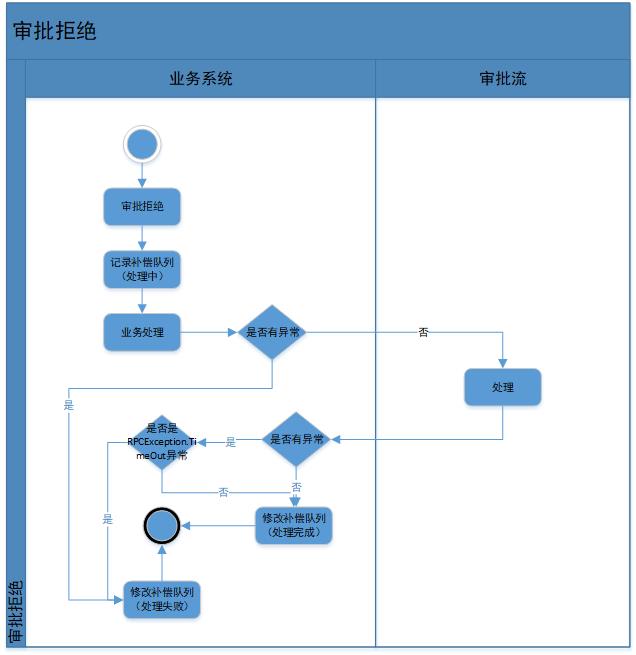 审批拒绝
业务系统
审批流
审批拒绝
记录补偿队列
（处理中）
业务处理
是否有异常
否
处理
是
是否是
RPCException.Ti
meOut异常
是
是否有异常
否
否
是
修改补偿队列
（处理完成）
修改补偿队列
（处理失败）
审批拒绝